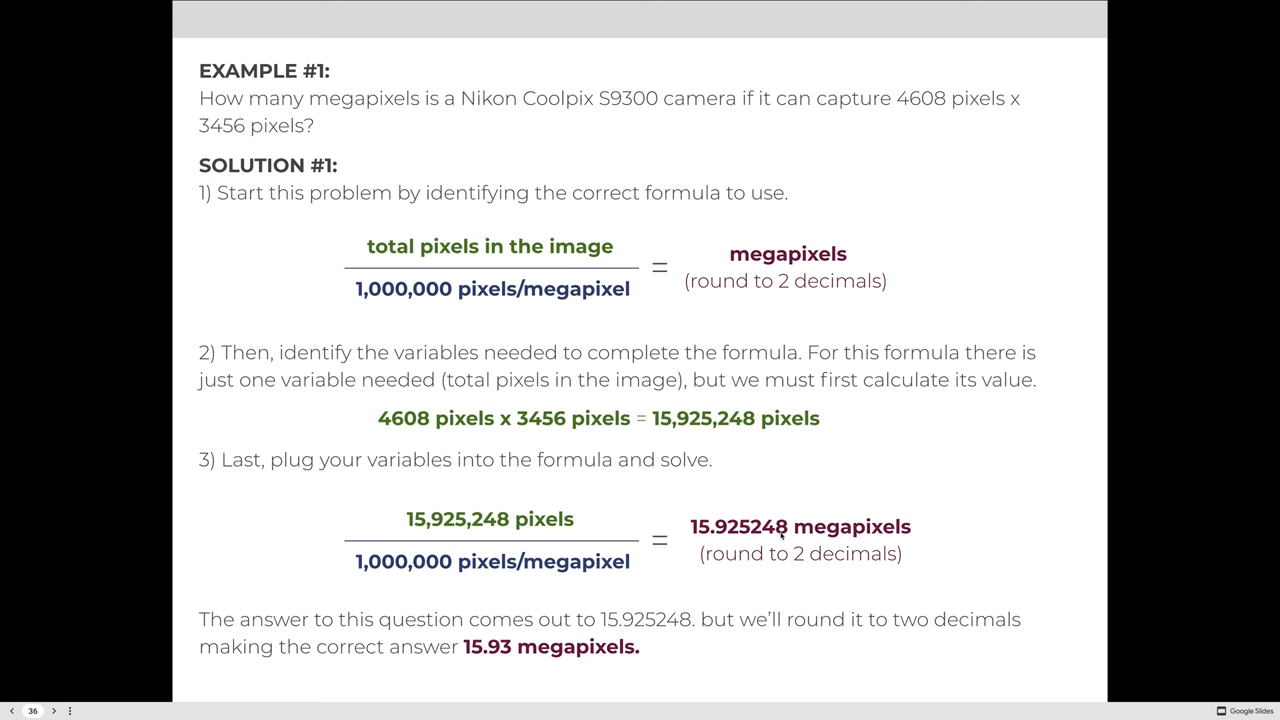 EXAMPLE #1:
How many megapixels is a Nikon Coolpix S9300 camera if it can capture 4608 pixels x
3456 pixels?
SOLUTION #1:
1) Start this problem by identifying the correct formula to use.
total pixels in the image
1,000,000 pixels/megapixel
=
megapixels
(round to 2 decimals)
2) Then, identify the variables needed to complete the formula. For this formula there is
just one variable needed (total pixels in the image), but we must first calculate its value.
4608 pixels x 3456 pixels = 15,925,248 pixels
3) Last, plug your variables into the formula and solve.
15,925,248 pixels
1,000,000 pixels/megapixel
=
15.925248 megapixels
(round to 2 decimals)
The answer to this question comes out to 15.925248. but we’ll round it to two decimals
making the correct answer 15.93 megapixels.
36
Google Slides